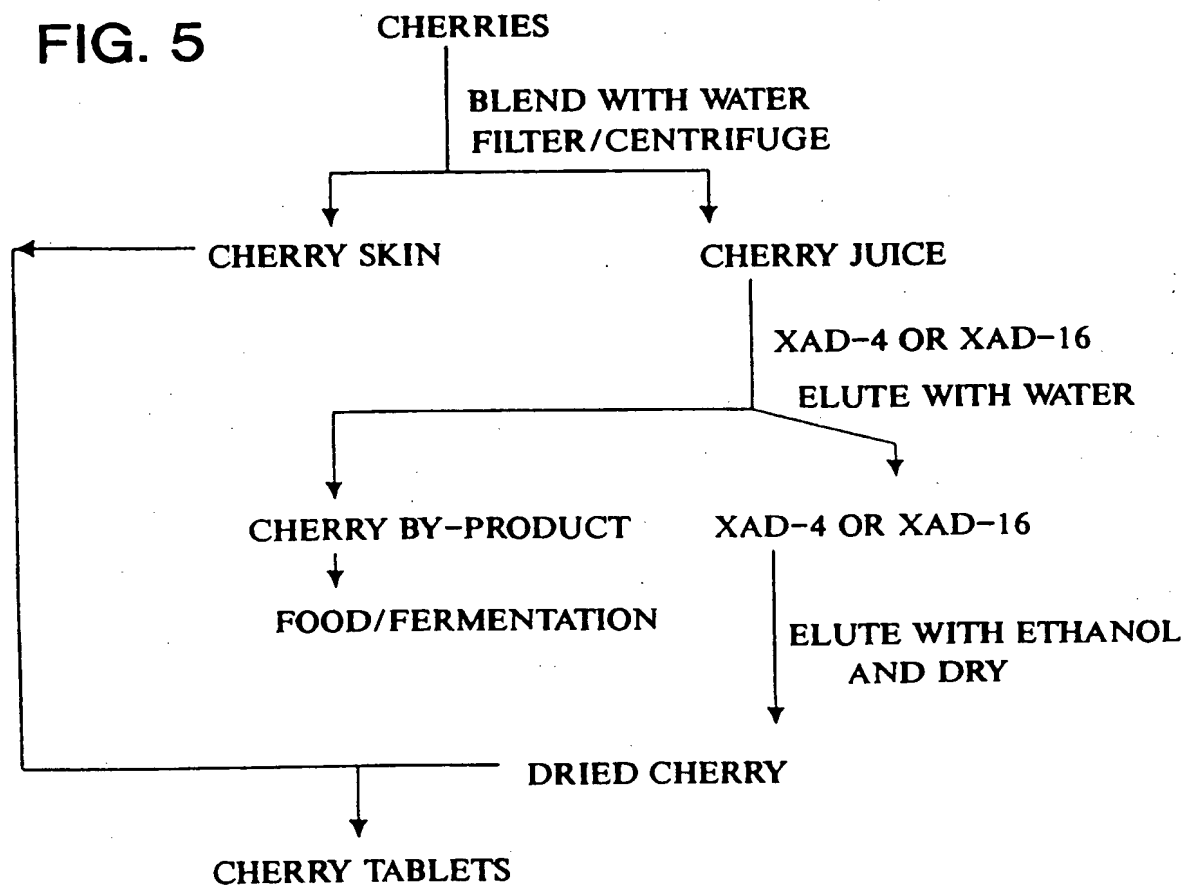 FIG. 5
CHERRIES
BLEND WITH WATER
FILTER/CENTRIFUGE
CHERRY SKIN
CHERRY JUICE
XAD-4 OR XAD-16
ELUTE WITH WATER
CHERRY BY-PRODUCT
XAD-4 OR XAD-16
FOOD/FERMENTATION
ELUTE WITH ETHANOL
AND DRY
DRIED CHERRY
CHERRY TABLETS